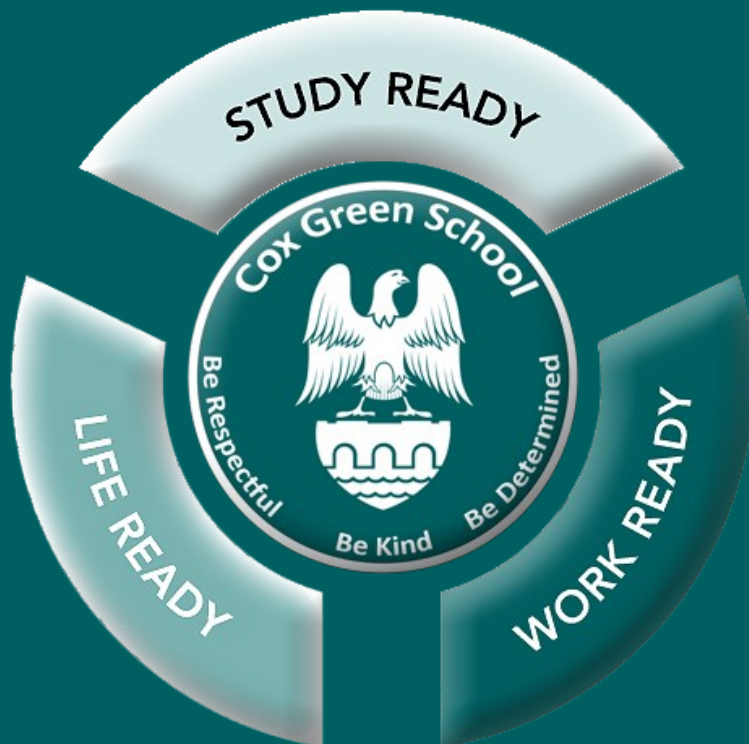 STUDY READY
Cox Green School
Be Respectful
Be Kind
Be Determined
LIFE READY
WORK READY